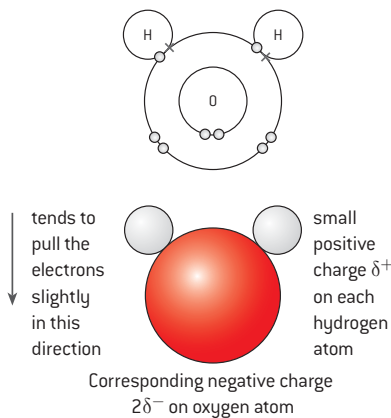 H
H
O
tends to
pull the
electrons
slightly
in this
direction
small
positive
charge δ⁺
on each
hydrogen
atom
Corresponding negative charge
2δ⁻ on oxygen atom